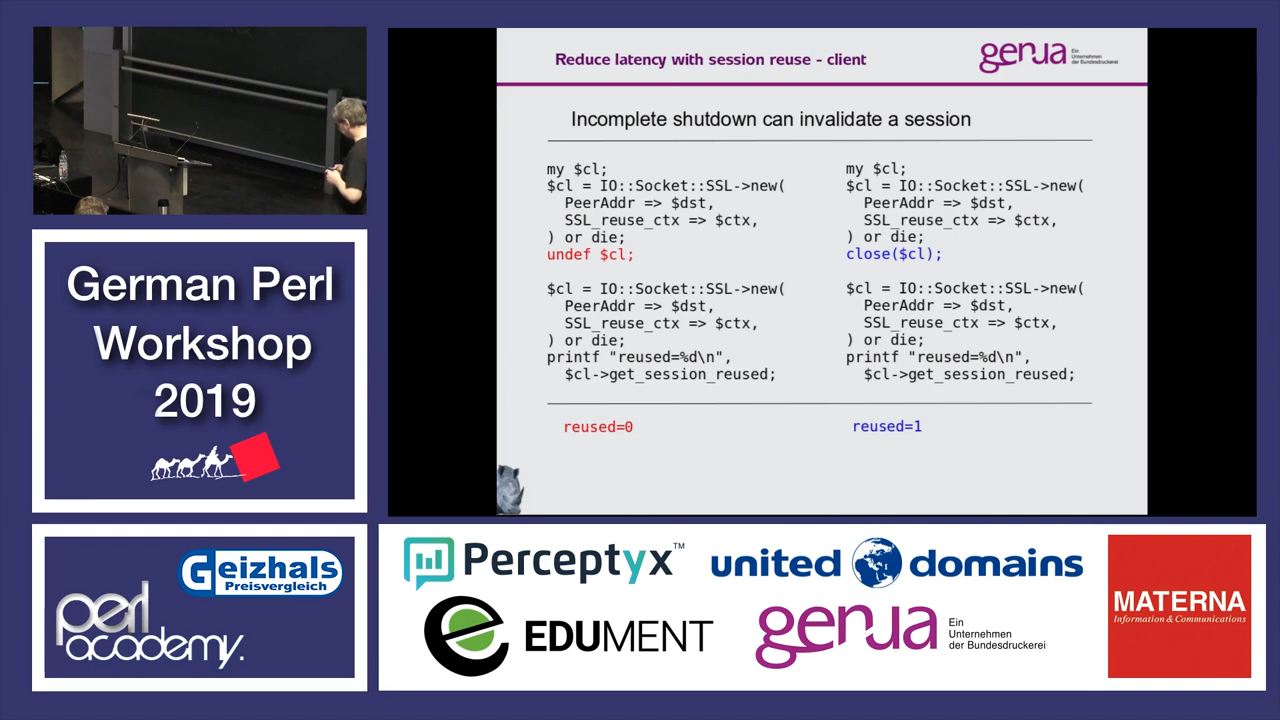 Reduce latency with session reuse - client
genua
Ein
Unternehmen
der Bundesdruckerei
Incomplete shutdown can invalidate a session
my $cl;
$cl = IO::Socket::SSL->new(
  PeerAddr => $dst,
  SSL_reuse_ctx => $ctx,
) or die;
undef $cl;
$cl = IO::Socket::SSL->new(
  PeerAddr => $dst,
  SSL_reuse_ctx => $ctx,
) or die;
printf "reused=%d\n",
  $cl->get_session_reused;
reused=0
my $cl;
$cl = IO::Socket::SSL->new(
  PeerAddr => $dst,
  SSL_reuse_ctx => $ctx,
) or die;
close($cl);
$cl = IO::Socket::SSL->new(
  PeerAddr => $dst,
  SSL_reuse_ctx => $ctx,
) or die;
printf "reused=%d\n",
  $cl->get_session_reused;
reused=1
German Perl
Workshop
2019
Geizhals
Preisvergleich
perl
academy.
Perceptyx™
united domains
EDUMENT
genua
Ein
Unternehmen
der Bundesdruckerei
MATERNA
Information & Communications